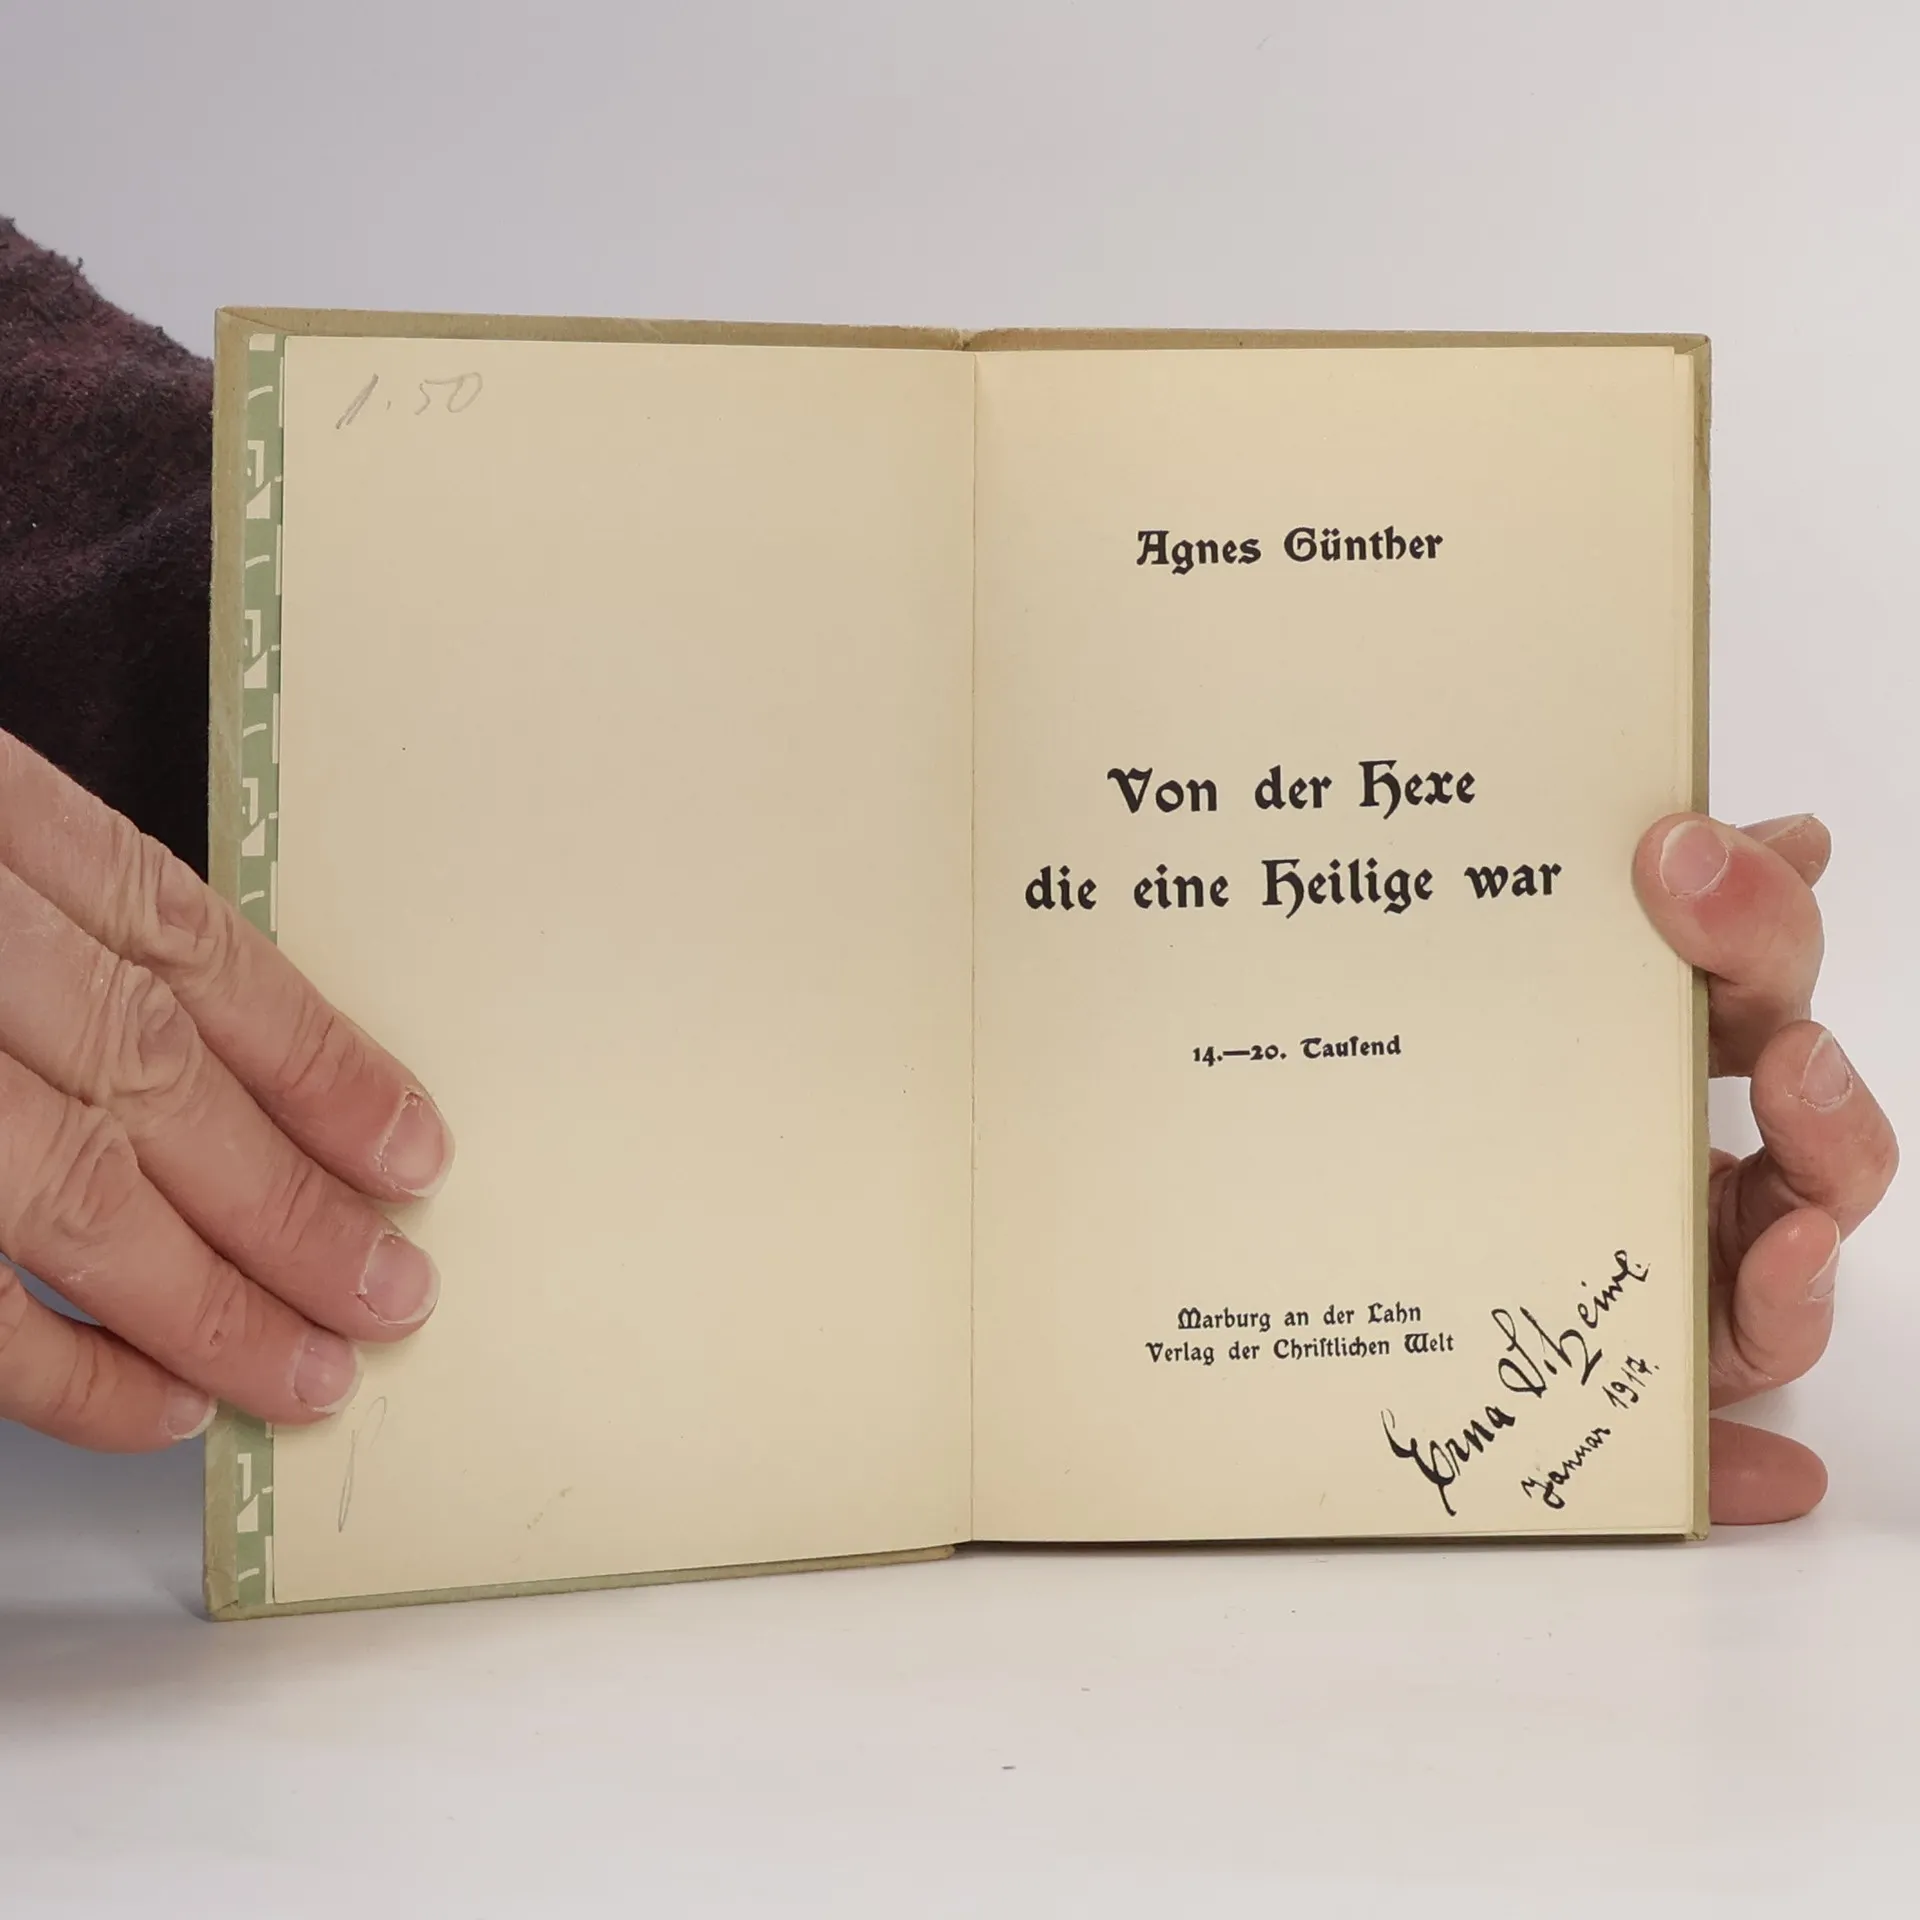 1.50
Agnes Günther
Von der Hexe
die eine Heilige war
14.—20. Tauſend
Marburg an der Lahn
Verlag der Chriſtlichen Welt
Erna
Januar 1917.